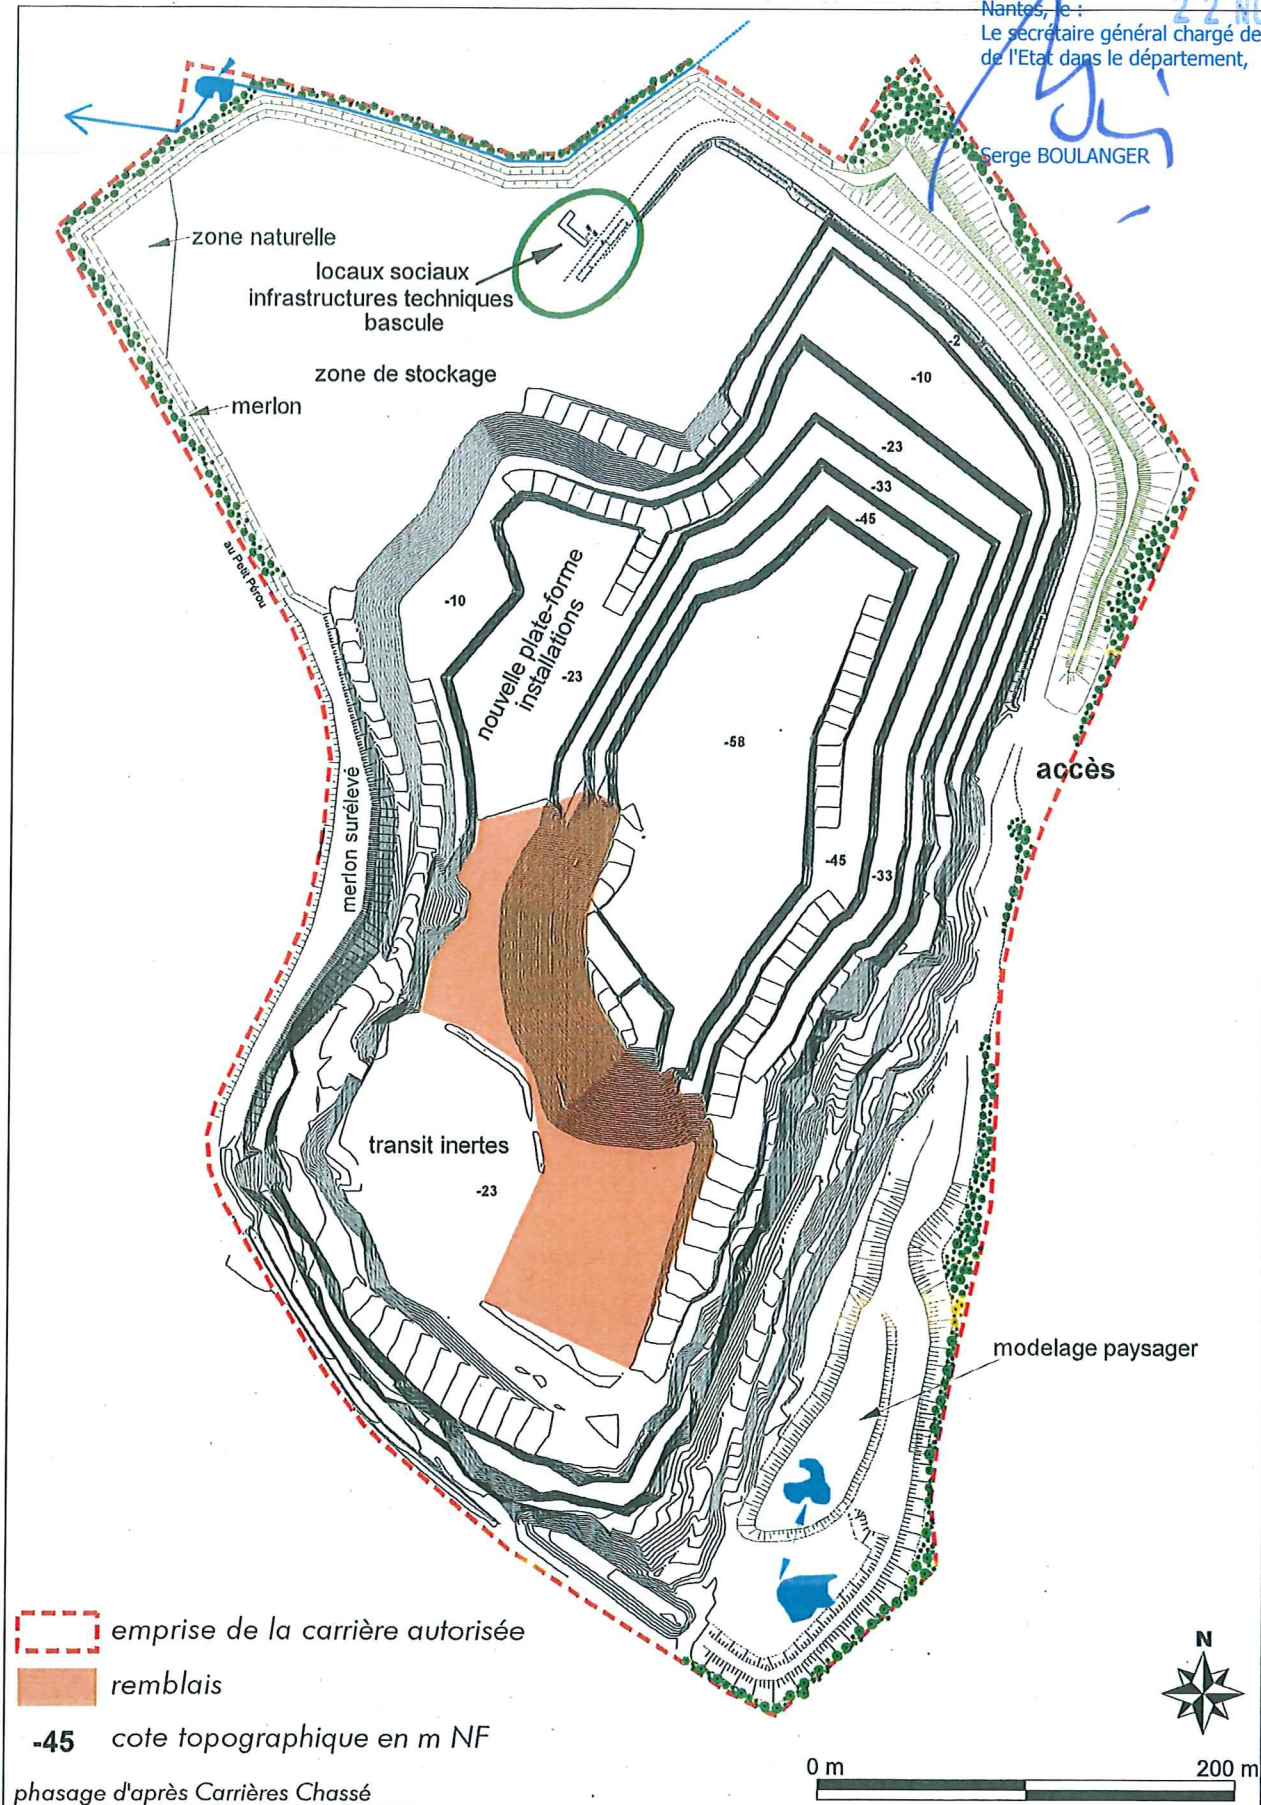 Nantes, le :
22 NO
Le secrétaire général chargé de
de l'Etat dans le département,
Serge BOULANGER
zone naturelle
locaux sociaux
infrastructures techniques
bascule
zone de stockage
merlon
-2
-10
-23
-33
-45
au Petit Pérou
-10
nouvelle plate-forme
installations
-23
-58
accès
merlon surélevé
-45
-33
transit inertes
-23
modelage paysager
emprise de la carrière autorisée
remblais
-45 cote topographique en m NF
phasage d'après Carrières Chassé
N
0 m 200 m